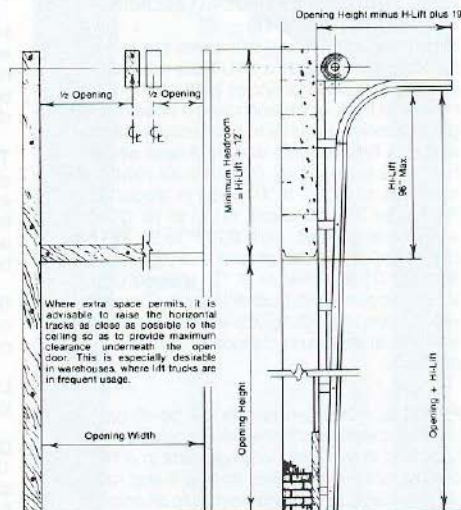 Opening Height minus H-Lift plus 19
½ Opening
½ Opening
Minimum Headroom
= Hi-Lift + 12
Hi-Lift
96" Max.
Where extra space permits, it is
advisable to raise the horizontal
tracks as close as possible to the
ceiling so as to provide maximum
clearance underneath the open
door. This is especially desirable
in warehouses, where lift trucks are
in frequent usage.
Opening Width
Opening Height
Opening + Hi-Lift